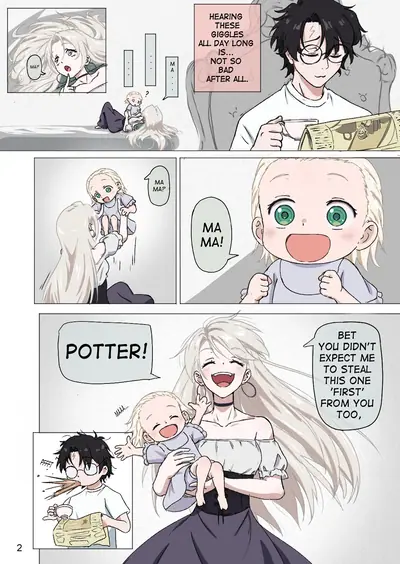 HEARING
THESE
GIGGLES
ALL DAY LONG
IS...
NOT SO
BAD
AFTER ALL.
MA?
....
....
MA....
?
MA
MA?
MA
MA!
POTTER!
BET
YOU DIDN'T
EXPECT ME
TO STEAL
THIS ONE
'FIRST'
FROM YOU
TOO,
2